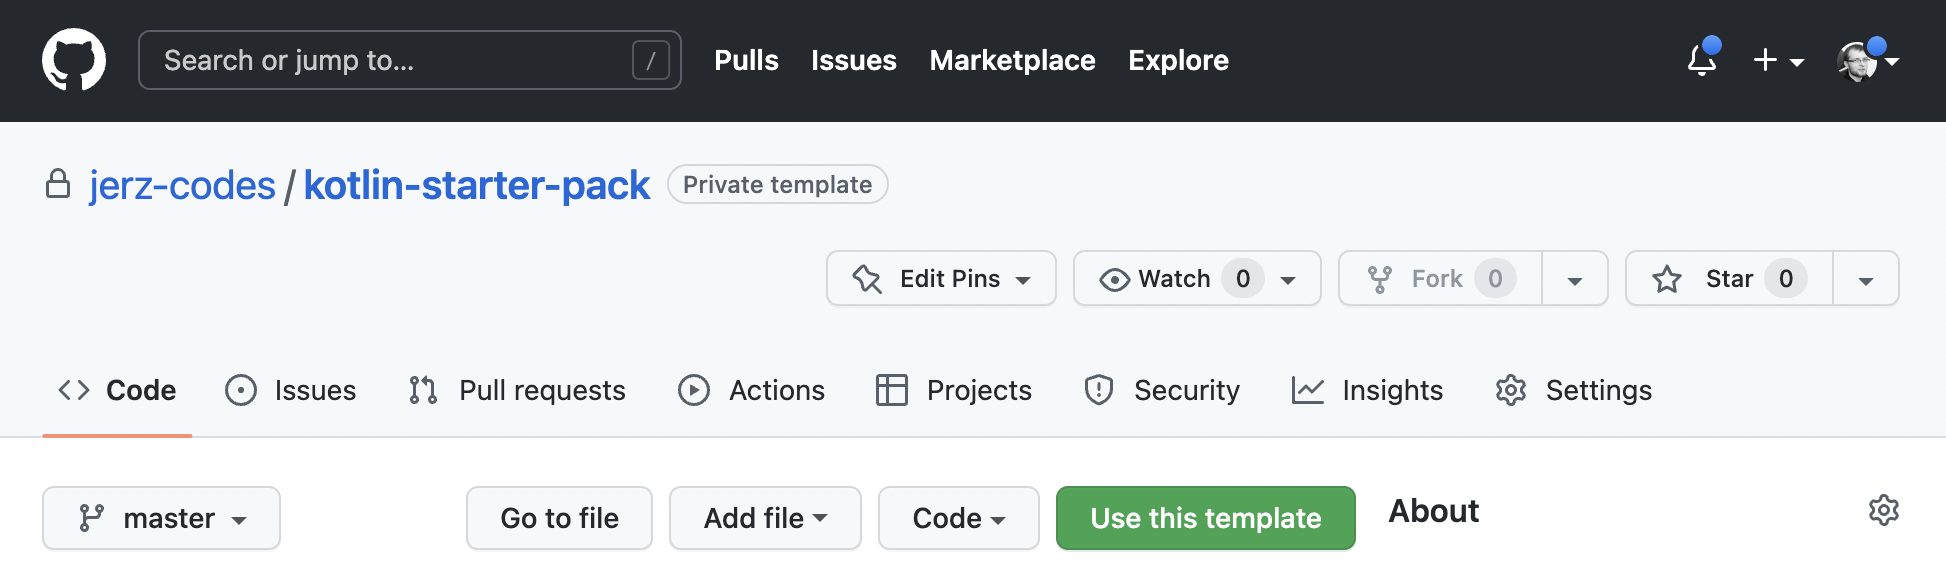 Search or jump to... / Pulls Issues Marketplace Explore
jerz-codes / kotlin-starter-pack Private template
Edit Pins Watch 0 Fork 0 Star 0
Code Issues Pull requests Actions Projects Security Insights Settings
master Go to file Add file Code Use this template About